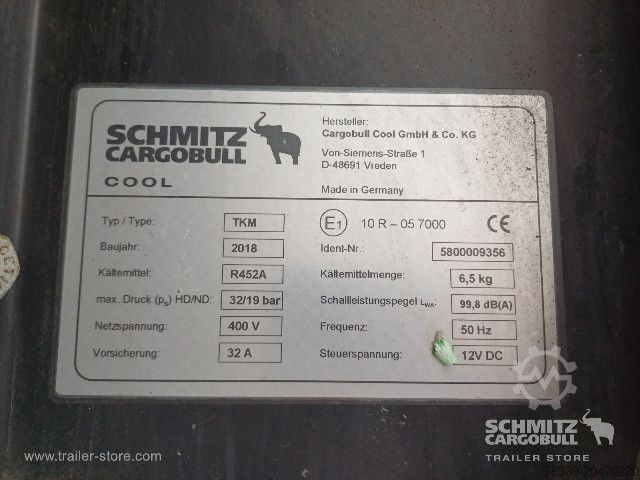 SCHMITZ
CARGOBULL
COOL
Hersteller:
Cargobull Cool GmbH & Co. KG
Von-Siemens-Straße 1
D-48691 Vreden
Made in Germany
Typ / Type: TKM
E1 10 R – 05 7000 CE
Baujahr: 2018
Ident-Nr.: 5800009356
Kältemittel: R452A
Kältemittelmenge: 6,5 kg
max. Druck (ps) HD/ND: 32/19 bar
Schallleistungspegel LWA: 99,8 dB(A)
Netzspannung: 400 V
Frequenz: 50 Hz
Vorsicherung: 32 A
Steuerspannung: 12V DC
www.trailer-store.com
SCHMITZ
CARGOBULL
TRAILER STORE